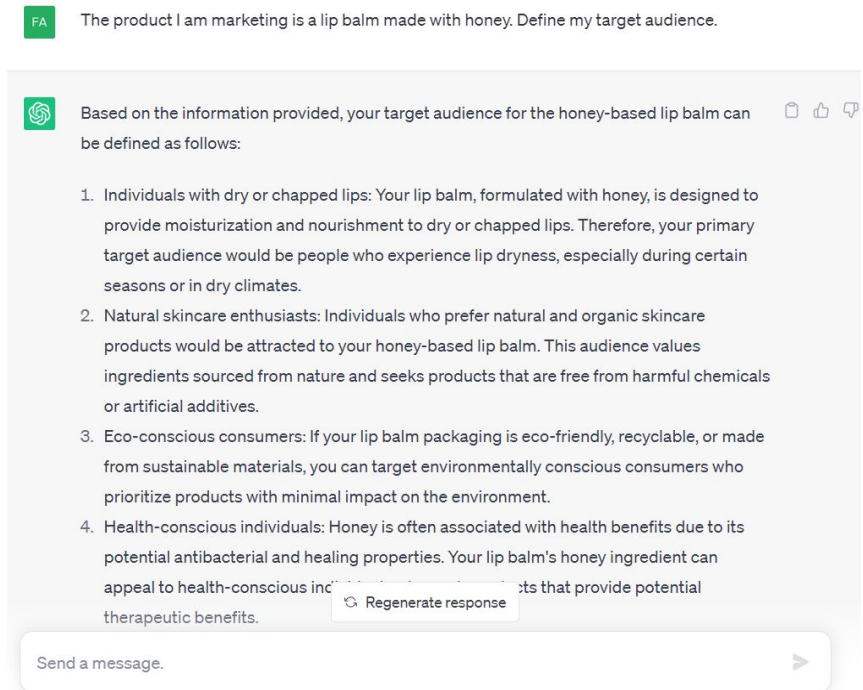 FA
The product I am marketing is a lip balm made with honey. Define my target audience.
Based on the information provided, your target audience for the honey-based lip balm can
be defined as follows:
1. Individuals with dry or chapped lips: Your lip balm, formulated with honey, is designed to
provide moisturization and nourishment to dry or chapped lips. Therefore, your primary
target audience would be people who experience lip dryness, especially during certain
seasons or in dry climates.
2. Natural skincare enthusiasts: Individuals who prefer natural and organic skincare
products would be attracted to your honey-based lip balm. This audience values
ingredients sourced from nature and seeks products that are free from harmful chemicals
or artificial additives.
3. Eco-conscious consumers: If your lip balm packaging is eco-friendly, recyclable, or made
from sustainable materials, you can target environmentally conscious consumers who
prioritize products with minimal impact on the environment.
4. Health-conscious individuals: Honey is often associated with health benefits due to its
potential antibacterial and healing properties. Your lip balm's honey ingredient can
appeal to health-conscious that provide potential
Regenerate response
therapeutic benefits.
Send a message.